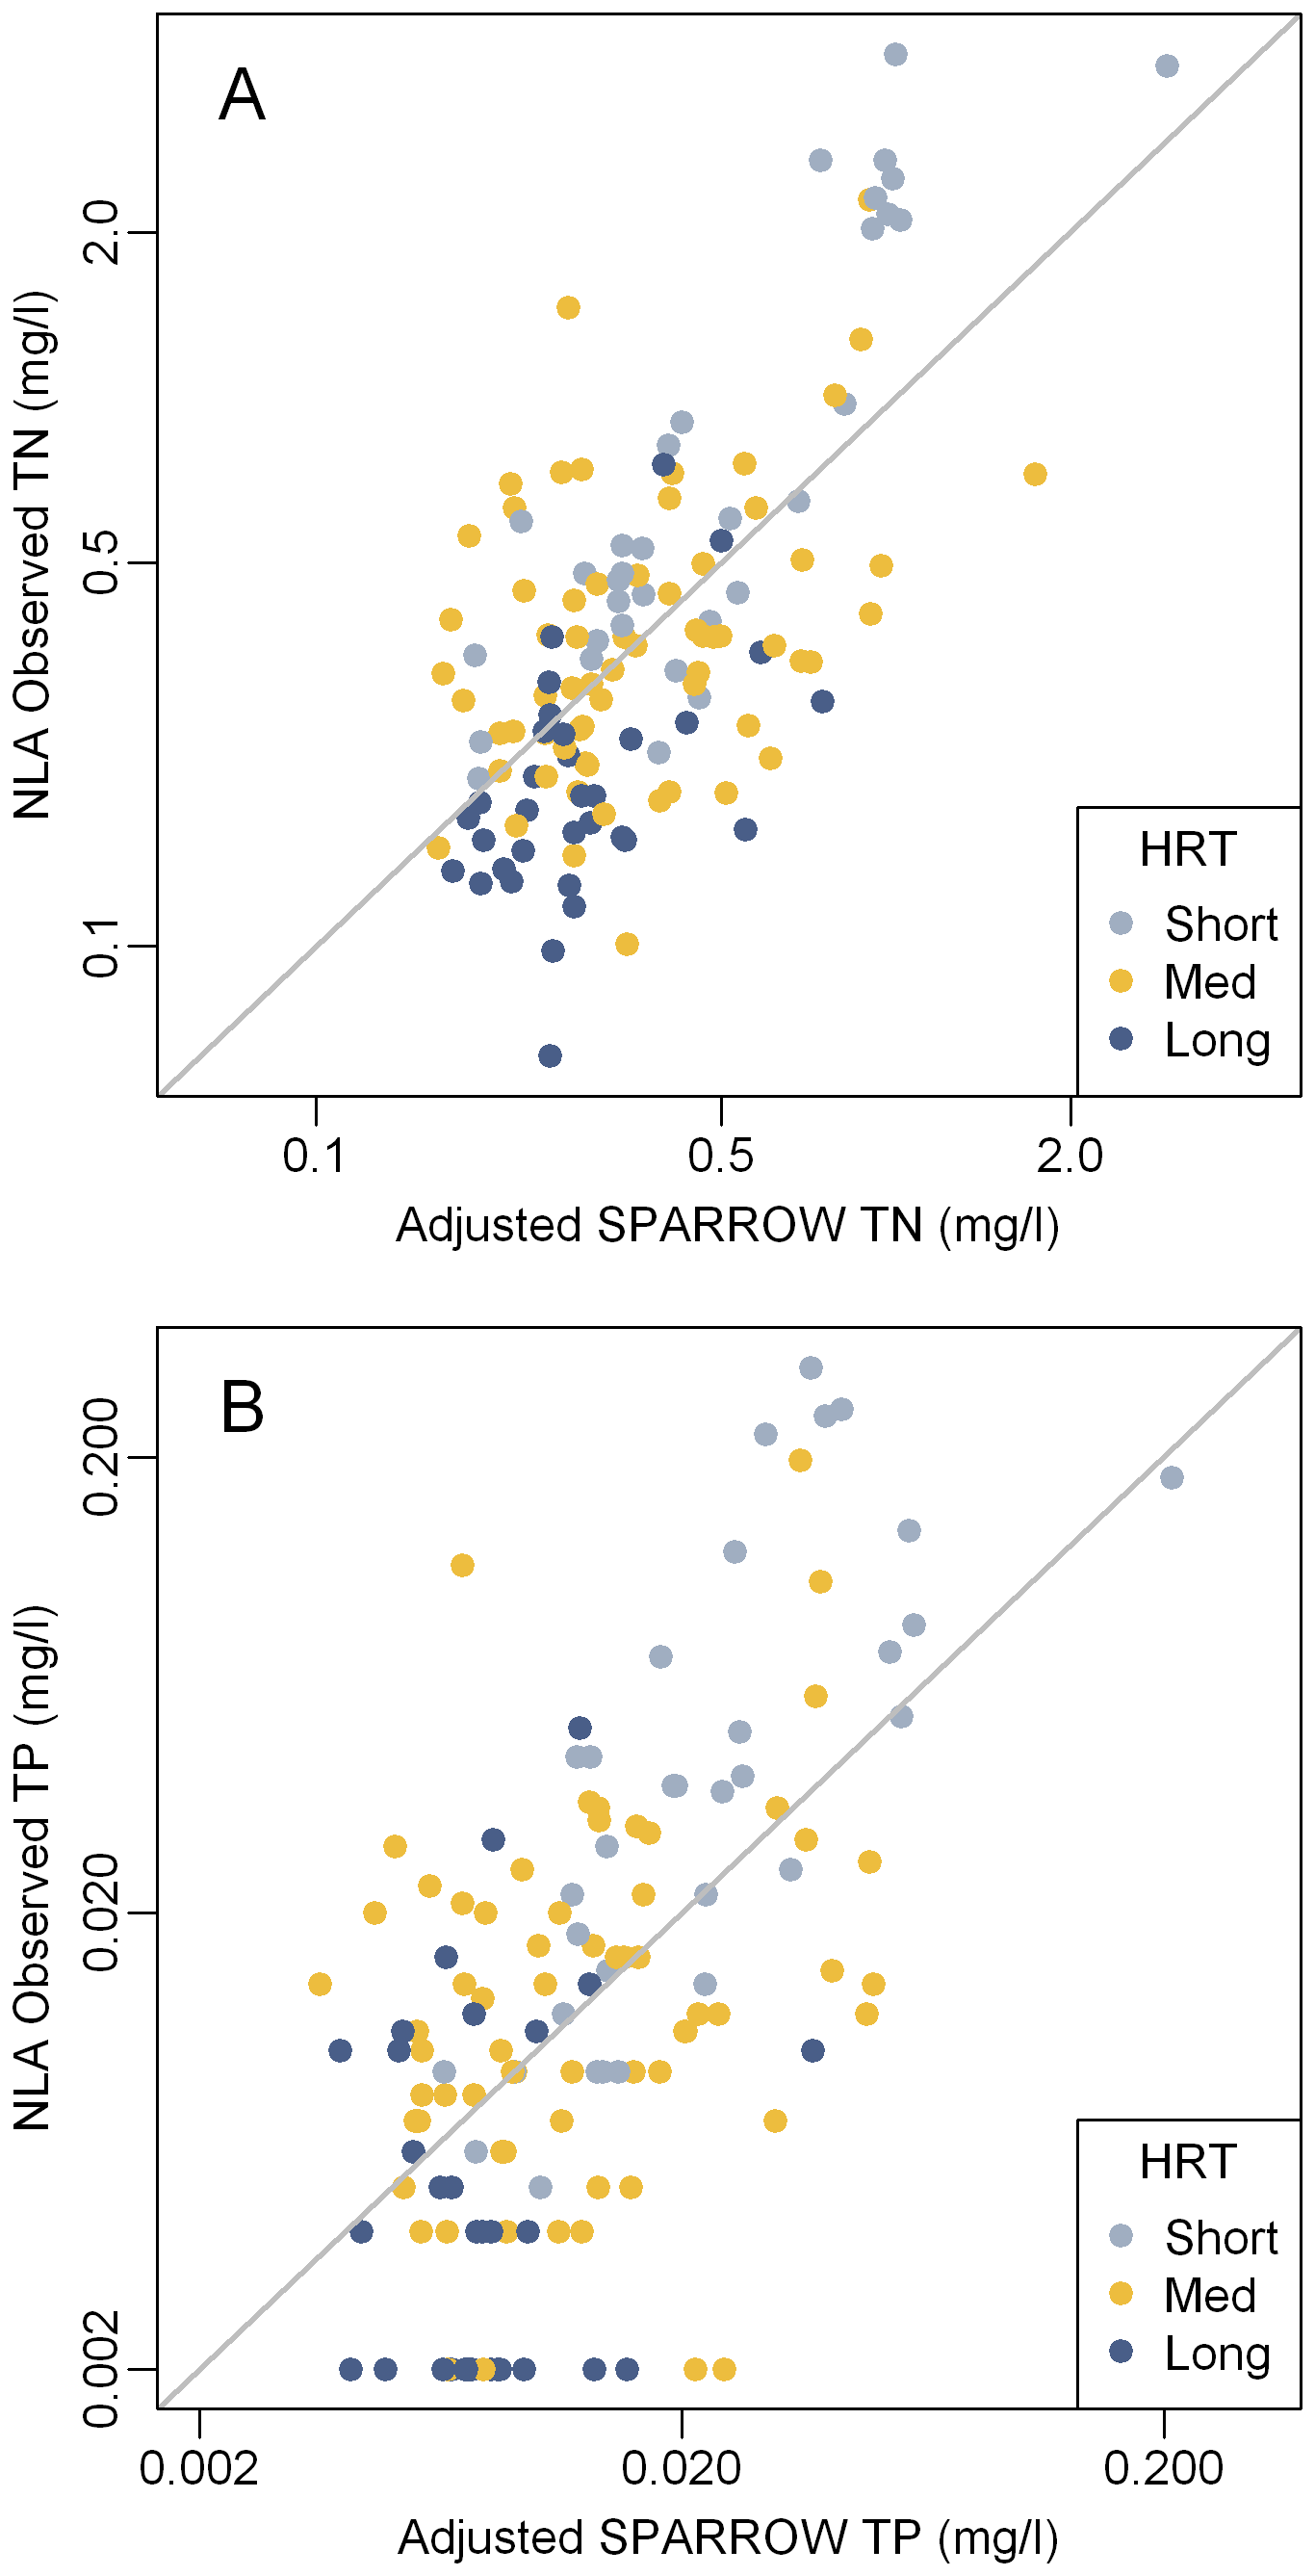 A
NLA Observed TN (mg/l)
2.0
0.5
0.1
HRT
Short
Med
Long
0.1
0.5
2.0
Adjusted SPARROW TN (mg/l)
B
NLA Observed TP (mg/l)
0.200
0.020
0.002
HRT
Short
Med
Long
0.002
0.020
0.200
Adjusted SPARROW TP (mg/l)